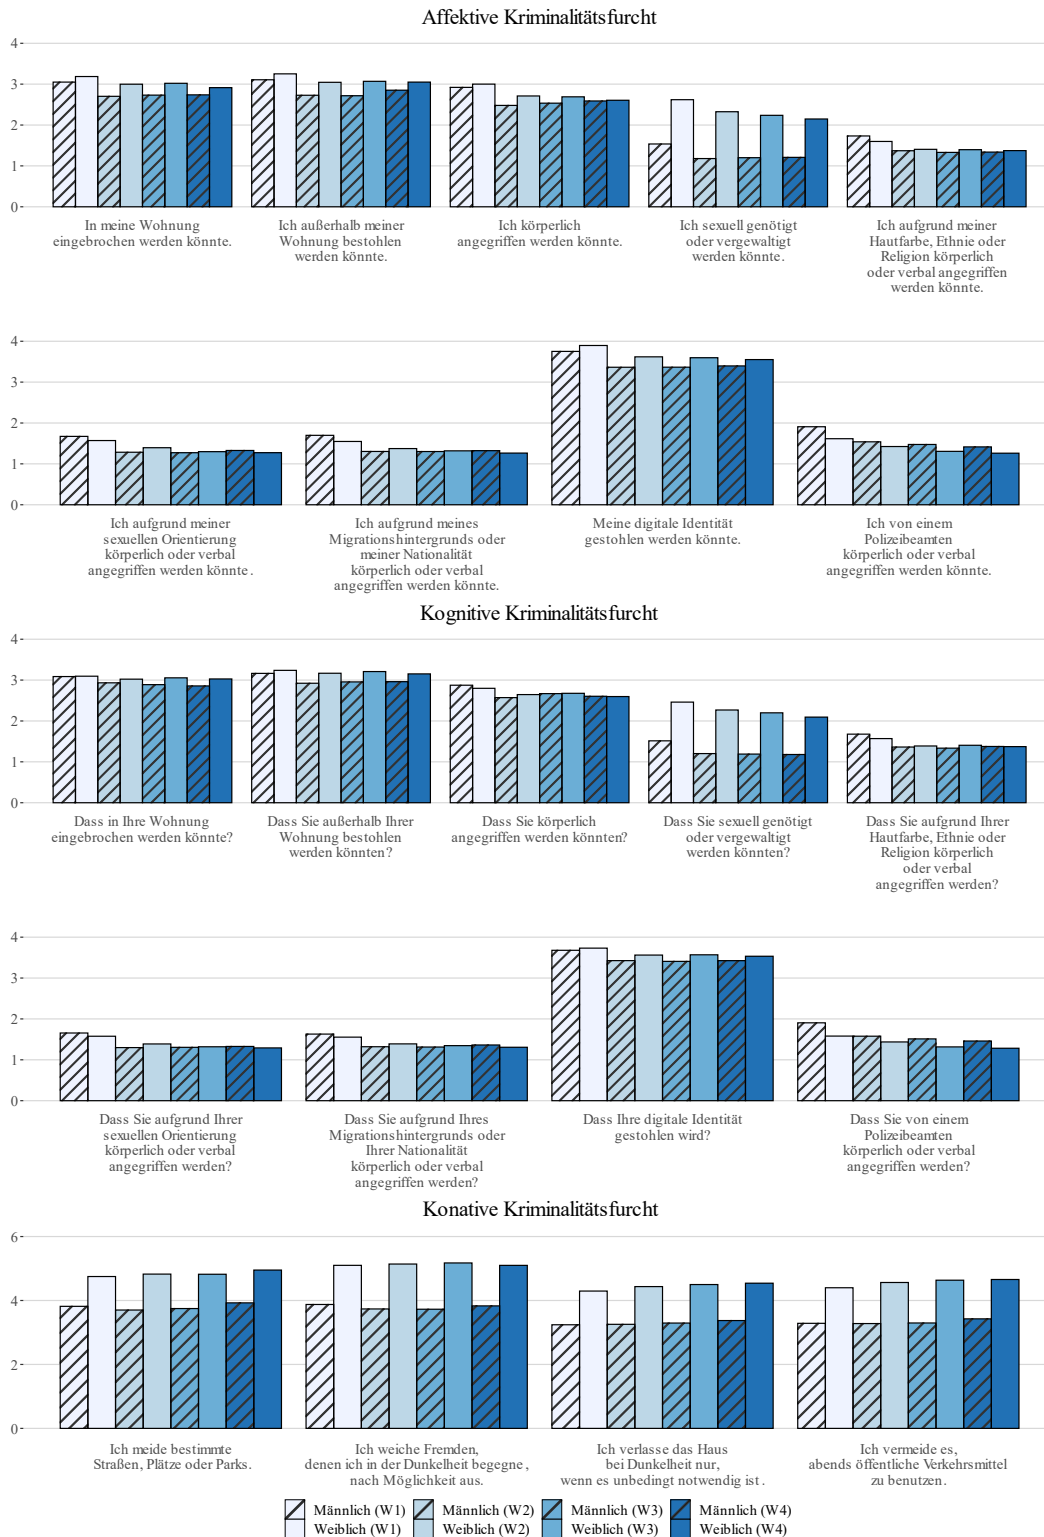 Affektive Kriminalitätsfurcht
4
3
2
1
0
In meine Wohnung
eingebrochen werden könnte.
Ich außerhalb meiner
Wohnung bestohlen
werden könnte.
Ich körperlich
angegriffen werden könnte.
Ich sexuell genötigt
oder vergewaltigt
werden könnte.
Ich aufgrund meiner
Hautfarbe, Ethnie oder
Religion körperlich
oder verbal angegriffen
werden könnte.
4
3
2
1
0
Ich aufgrund meiner
sexuellen Orientierung
körperlich oder verbal
angegriffen werden könnte.
Ich aufgrund meines
Migrationshintergrunds oder
meiner Nationalität
körperlich oder verbal
angegriffen werden könnte.
Meine digitale Identität
gestohlen werden könnte.
Ich von einem
Polizeibeamten
körperlich oder verbal
angegriffen werden könnte.
Kognitive Kriminalitätsfurcht
4
3
2
1
0
Dass in Ihre Wohnung
eingebrochen werden könnte?
Dass Sie außerhalb Ihrer
Wohnung bestohlen
werden könnten?
Dass Sie körperlich
angegriffen werden könnten?
Dass Sie sexuell genötigt
oder vergewaltigt
werden könnten?
Dass Sie aufgrund Ihrer
Hautfarbe, Ethnie oder
Religion körperlich
oder verbal
angegriffen werden?
4
3
2
1
0
Dass Sie aufgrund Ihrer
sexuellen Orientierung
körperlich oder verbal
angegriffen werden?
Dass Sie aufgrund Ihres
Migrationshintergrunds oder
Ihrer Nationalität
körperlich oder verbal
angegriffen werden?
Dass Ihre digitale Identität
gestohlen wird?
Dass Sie von einem
Polizeibeamten
körperlich oder verbal
angegriffen werden?
Konative Kriminalitätsfurcht
6
4
2
0
Ich meide bestimmte
Straßen, Plätze oder Parks.
Ich weiche Fremden,
denen ich in der Dunkelheit begegne,
nach Möglichkeit aus.
Ich verlasse das Haus
bei Dunkelheit nur,
wenn es unbedingt notwendig ist.
Ich vermeide es,
abends öffentliche Verkehrsmittel
zu benutzen.
Männlich (W1) Männlich (W2) Männlich (W3) Männlich (W4)
Weiblich (W1) Weiblich (W2) Weiblich (W3) Weiblich (W4)